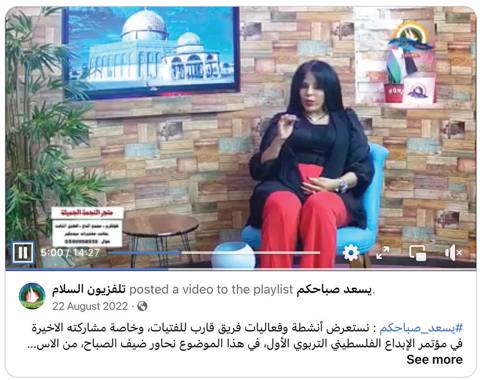 متجر النجمة الجميلة
5:00 / 14:27
تلفزيون السلام posted a video to the playlist يسعد صباحكم.
22 August 2022
#يسعد_صباحكم : نستعرض أنشطة وفعاليات فريق قارب للفتيات، وخاصة مشاركته الاخيرة
في مؤتمر الإبداع الفلسطيني التربوي الأول، في هذا الموضوع نحاور ضيف الصباح، من الاس...
See more